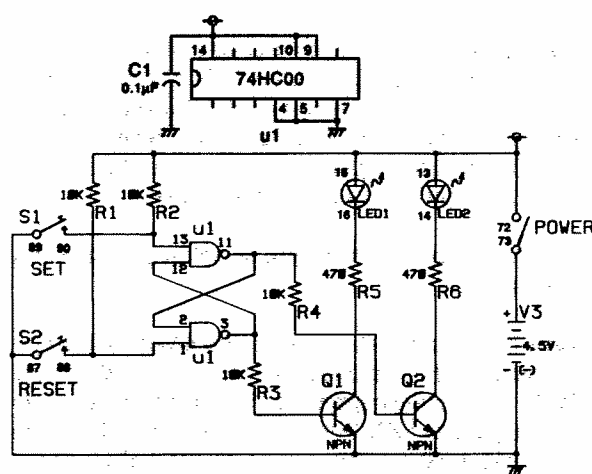 14 10 9
C1
0.1µF
74HC00
4 5 7
u1
15 13
16 LED1 14 LED2
10K R1 10K R2
S1
89 90
SET
u1
13 11
12
72
73 POWER
470 R5 470 R6
10K R4
2 3
1
u1
S2
87 88
RESET
10K R3
V3
+ 4.5V
- (-)
Q1 Q2
NPN NPN